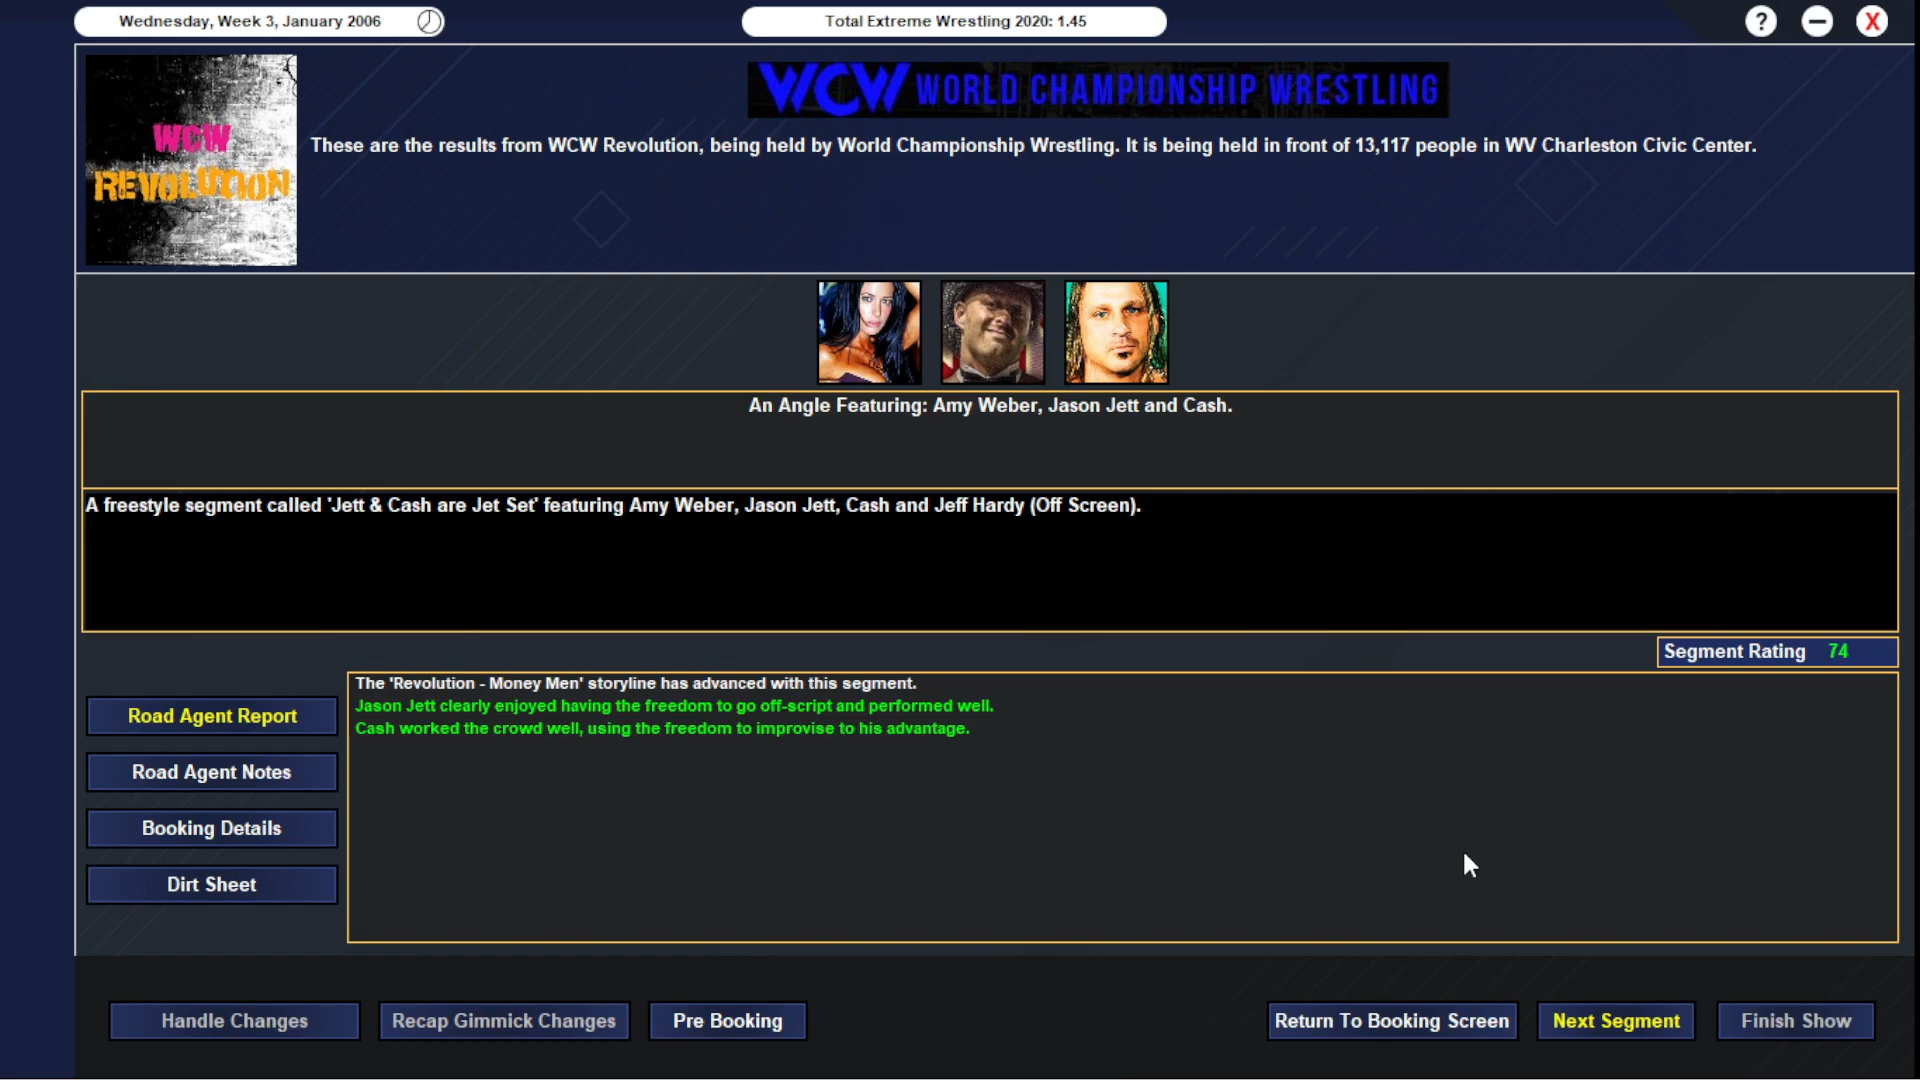 Wednesday, Week 3, January 2006
Total Extreme Wrestling 2020: 1.45
?
X
WCW
REVOLUTION
WCW WORLD CHAMPIONSHIP WRESTLING
These are the results from WCW Revolution, being held by World Championship Wrestling. It is being held in front of 13,117 people in WV Charleston Civic Center.
An Angle Featuring: Amy Weber, Jason Jett and Cash.
A freestyle segment called 'Jett & Cash are Jet Set' featuring Amy Weber, Jason Jett, Cash and Jeff Hardy (Off Screen).
Segment Rating 74
The 'Revolution - Money Men' storyline has advanced with this segment.
Jason Jett clearly enjoyed having the freedom to go off-script and performed well.
Cash worked the crowd well, using the freedom to improvise to his advantage.
Road Agent Report
Road Agent Notes
Booking Details
Dirt Sheet
Handle Changes
Recap Gimmick Changes
Pre Booking
Return To Booking Screen
Next Segment
Finish Show